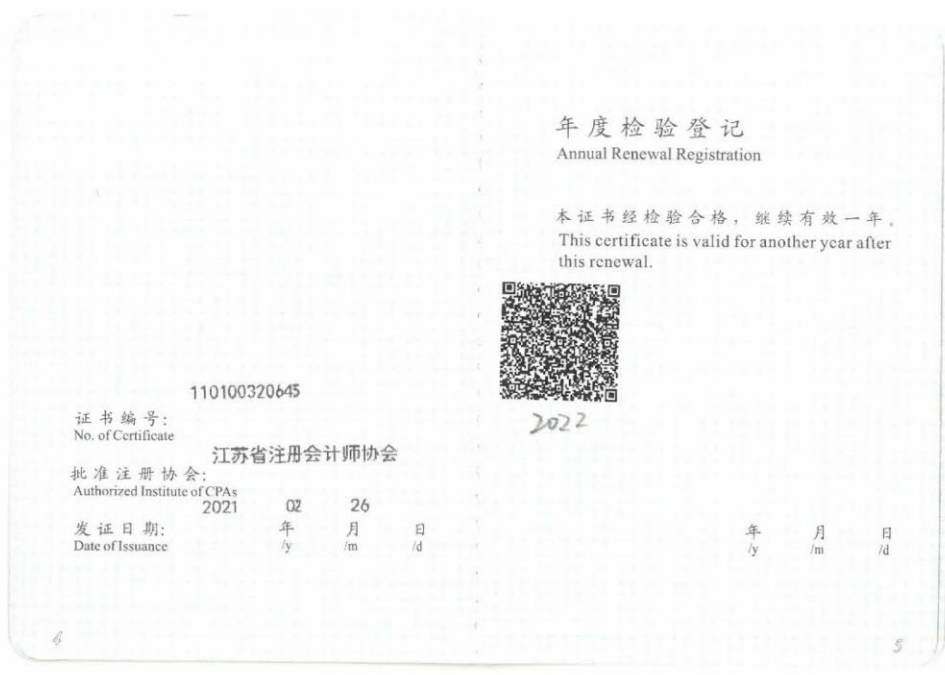 110100320645
证书编号:
No. of Certificate
江苏省注册会计师协会
批准注册协会:
Authorized Institute of CPAs
2021 02 26
发证日期: 年 月 日
Date of Issuance /y /m /d
4
年度检验登记
Annual Renewal Registration
本证书经检验合格，继续有效一年。
This certificate is valid for another year after
this renewal.
2022
年 月 日
/y /m /d
5